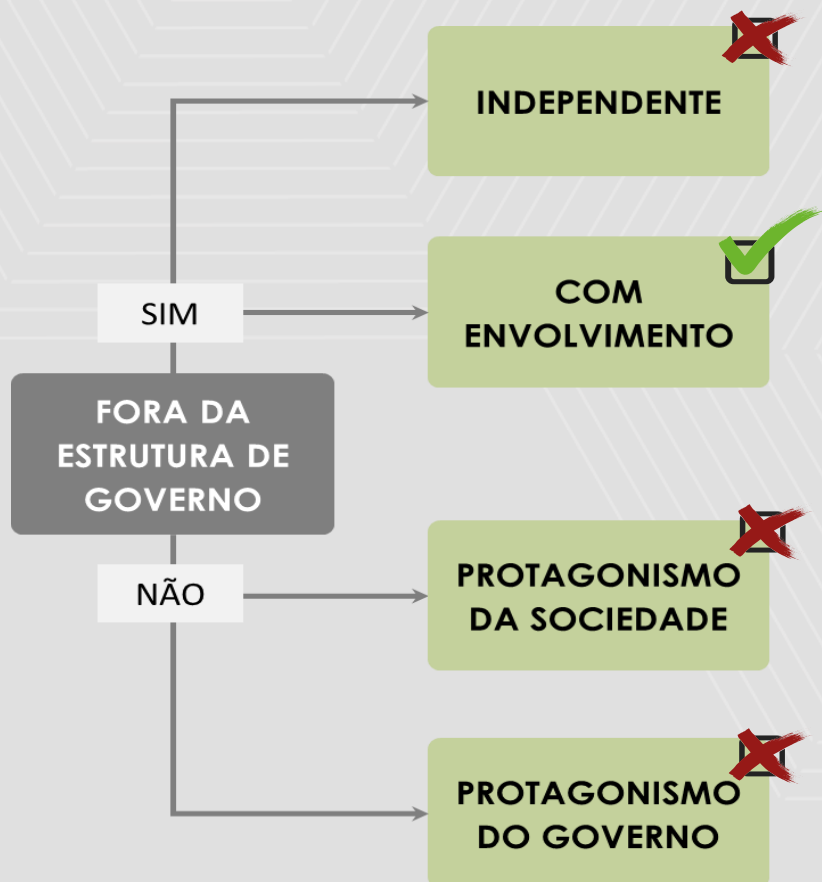 INDEPENDENTE
SIM
COM
ENVOLVIMENTO
FORA DA
ESTRUTURA DE
GOVERNO
NÃO
PROTAGONISMO
DA SOCIEDADE
PROTAGONISMO
DO GOVERNO